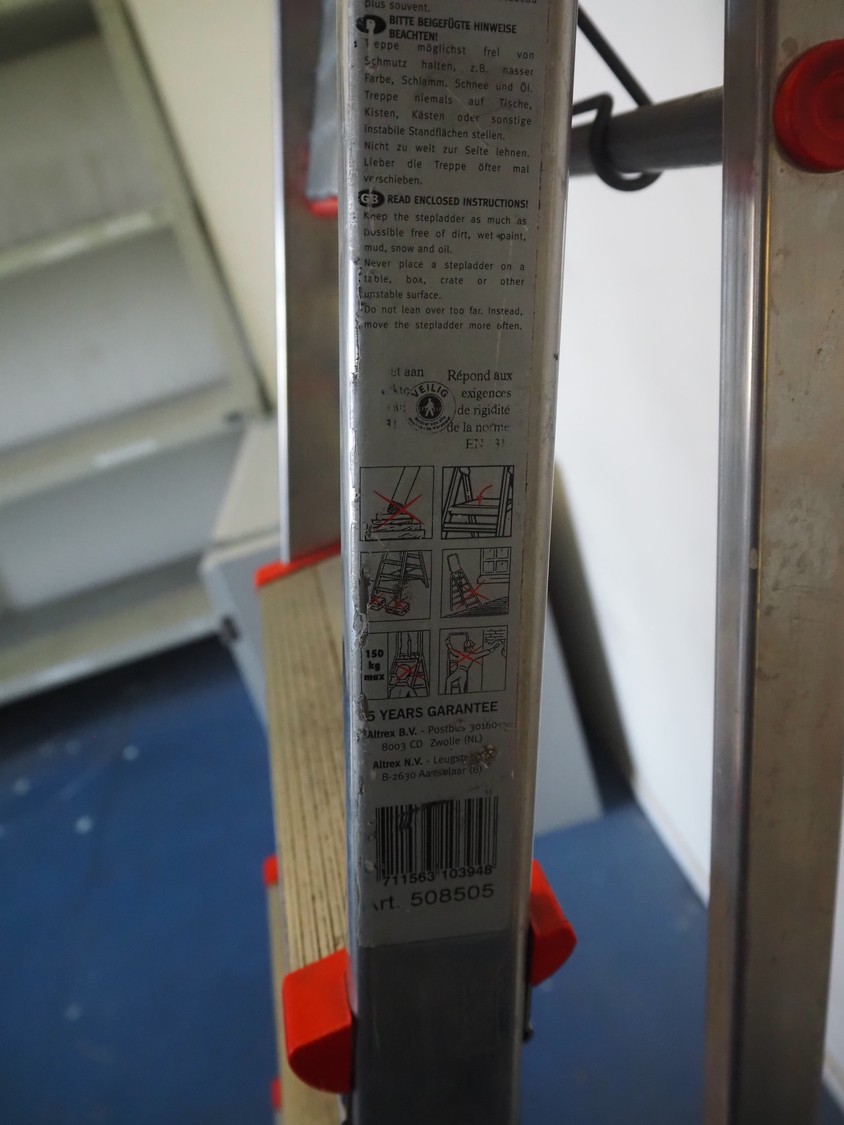 plus souvent.
D BITTE BEIGEFÜGTE HINWEISE
BEACHTEN!
Treppe möglichst frei von
Schmutz halten, z.B. nasser
Farbe, Schlamm, Schnee und Öl.
Treppe niemals auf Tische,
Kisten, Kästen oder sonstige
instabile Standflächen stellen.
Nicht zu weit zur Seite lehnen.
Lieber die Treppe öfter mal
verschieben.
GB READ ENCLOSED INSTRUCTIONS!
Keep the stepladder as much as
possible free of dirt, wet paint,
mud, snow and oil.
Never place a stepladder on a
table, box, crate or other
unstable surface.
Do not lean over too far. Instead,
move the stepladder more often.
aan
VEILIG
Répond aux
exigences
de rigidité
de la norme
EN 31
150
kg
max
5 YEARS GARANTEE
Altrex B.V. - Postbus 30160
8003 CD Zwolle (NL)
Altrex N.V. -
B-2630 Aartselaar (B)
711563 103948
Art. 508505